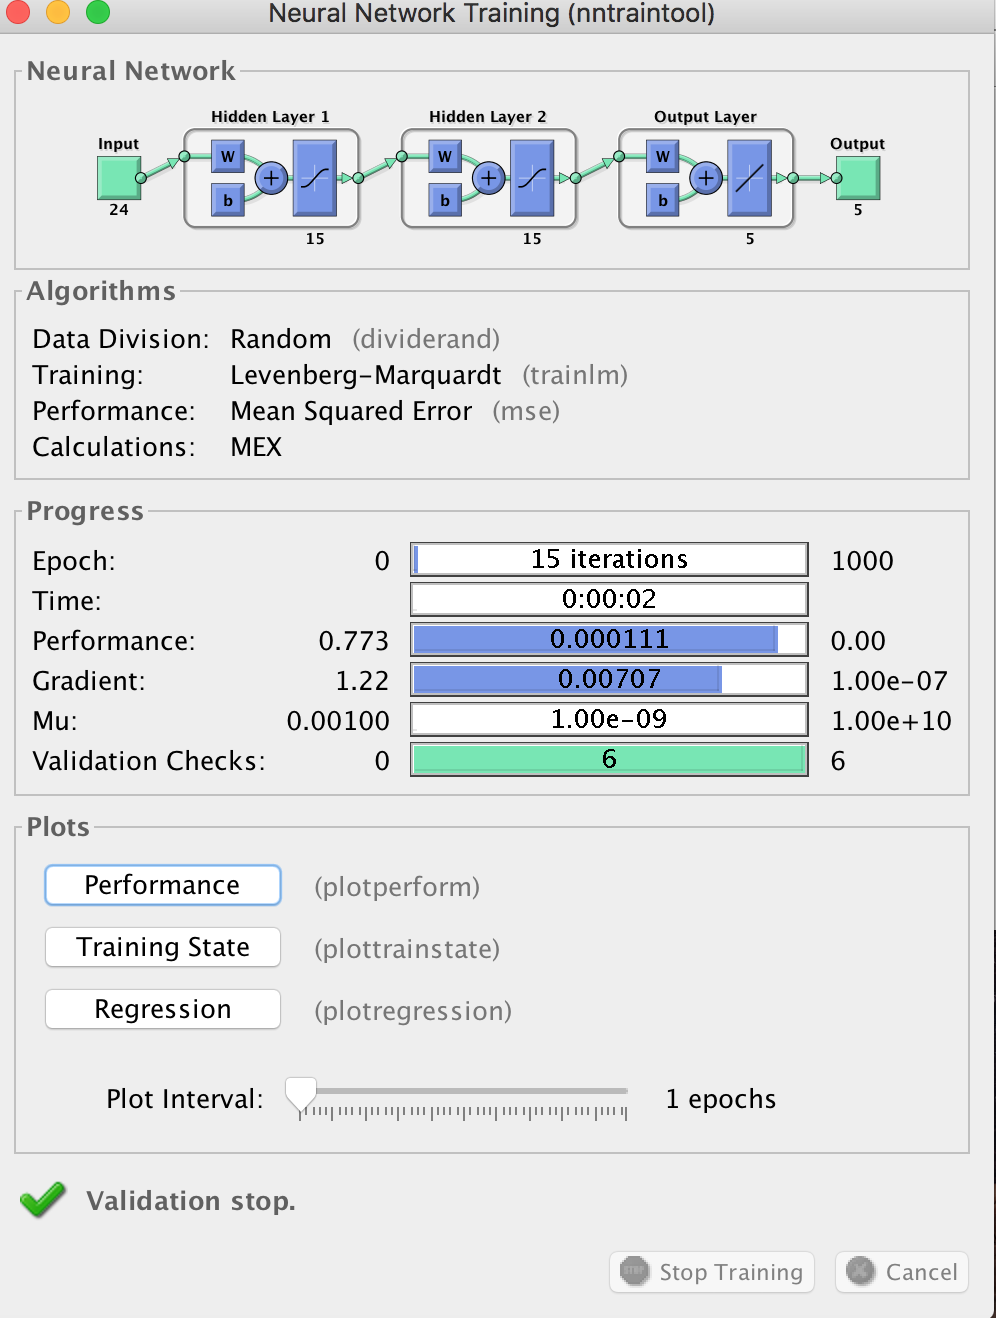 Neural Network Training (nntraintool)
Neural Network
Hidden Layer 1 Hidden Layer 2 Output Layer
Input Output
W W W
b b b
24 5
15 15 5
Algorithms
Data Division: Random (dividerand)
Training: Levenberg-Marquardt (trainlm)
Performance: Mean Squared Error (mse)
Calculations: MEX
Progress
Epoch: 0 15 iterations 1000
Time: 0:00:02
Performance: 0.773 0.000111 0.00
Gradient: 1.22 0.00707 1.00e-07
Mu: 0.00100 1.00e-09 1.00e+10
Validation Checks: 0 6 6
Plots
Performance (plotperform)
Training State (plottrainstate)
Regression (plotregression)
Plot Interval: 1 epochs
Validation stop.
STOP Stop Training Cancel